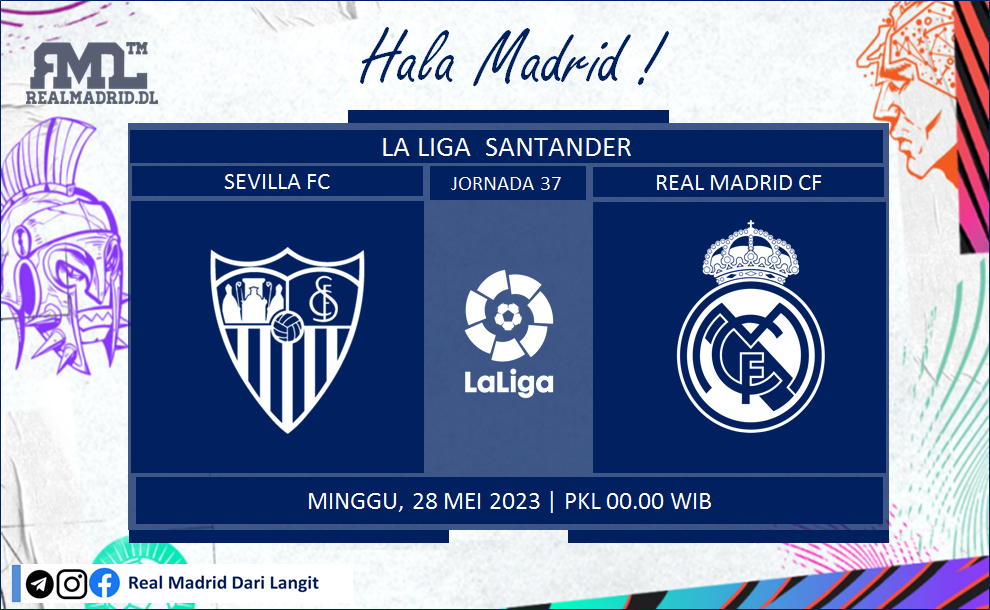 RML™
REALMADRID.DL
Hala Madrid !
LA LIGA SANTANDER
SEVILLA FC
JORNADA 37
REAL MADRID CF
LaLiga
MINGGU, 28 MEI 2023 | PKL 00.00 WIB
Real Madrid Dari Langit